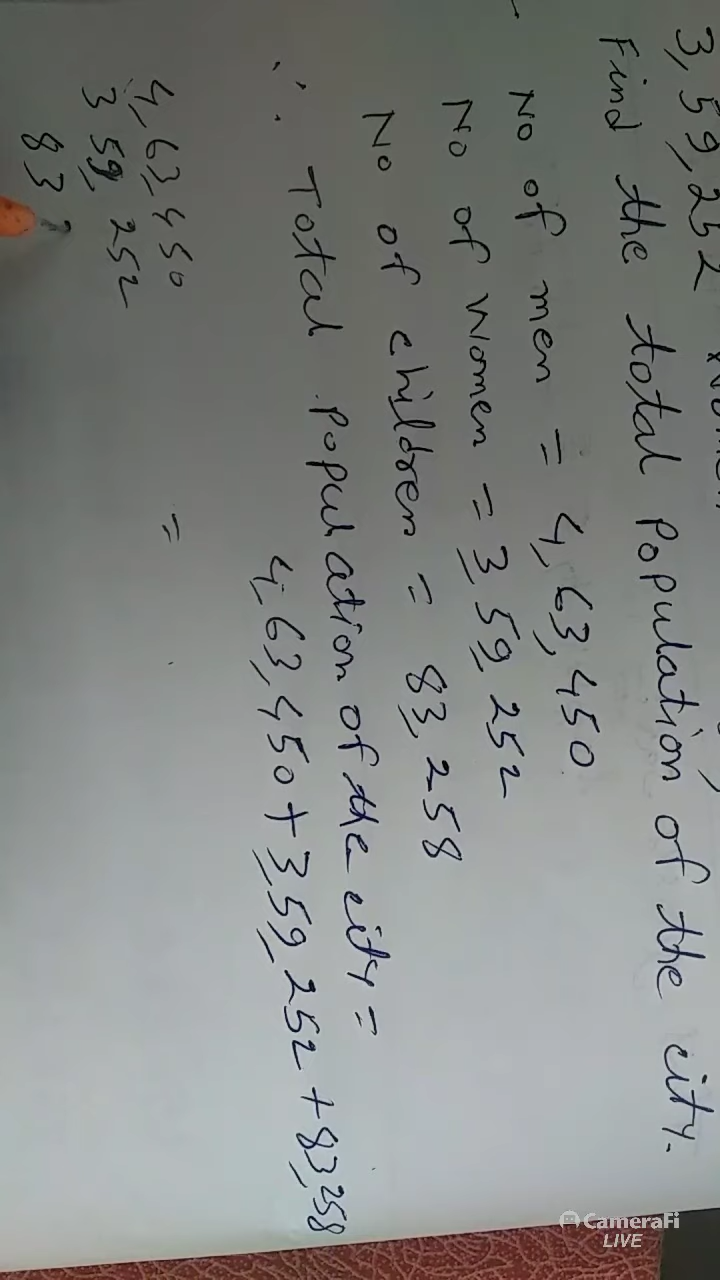 3,59,252
Find the total population of the city.
No of men = 4,63,450
No of women = 3,59,252
No of children = 83,258
∴ Total population of the city =
4,63,450+3,59,252+83,258
=
4,63,450
3 59, 252
83
CameraFi
LIVE